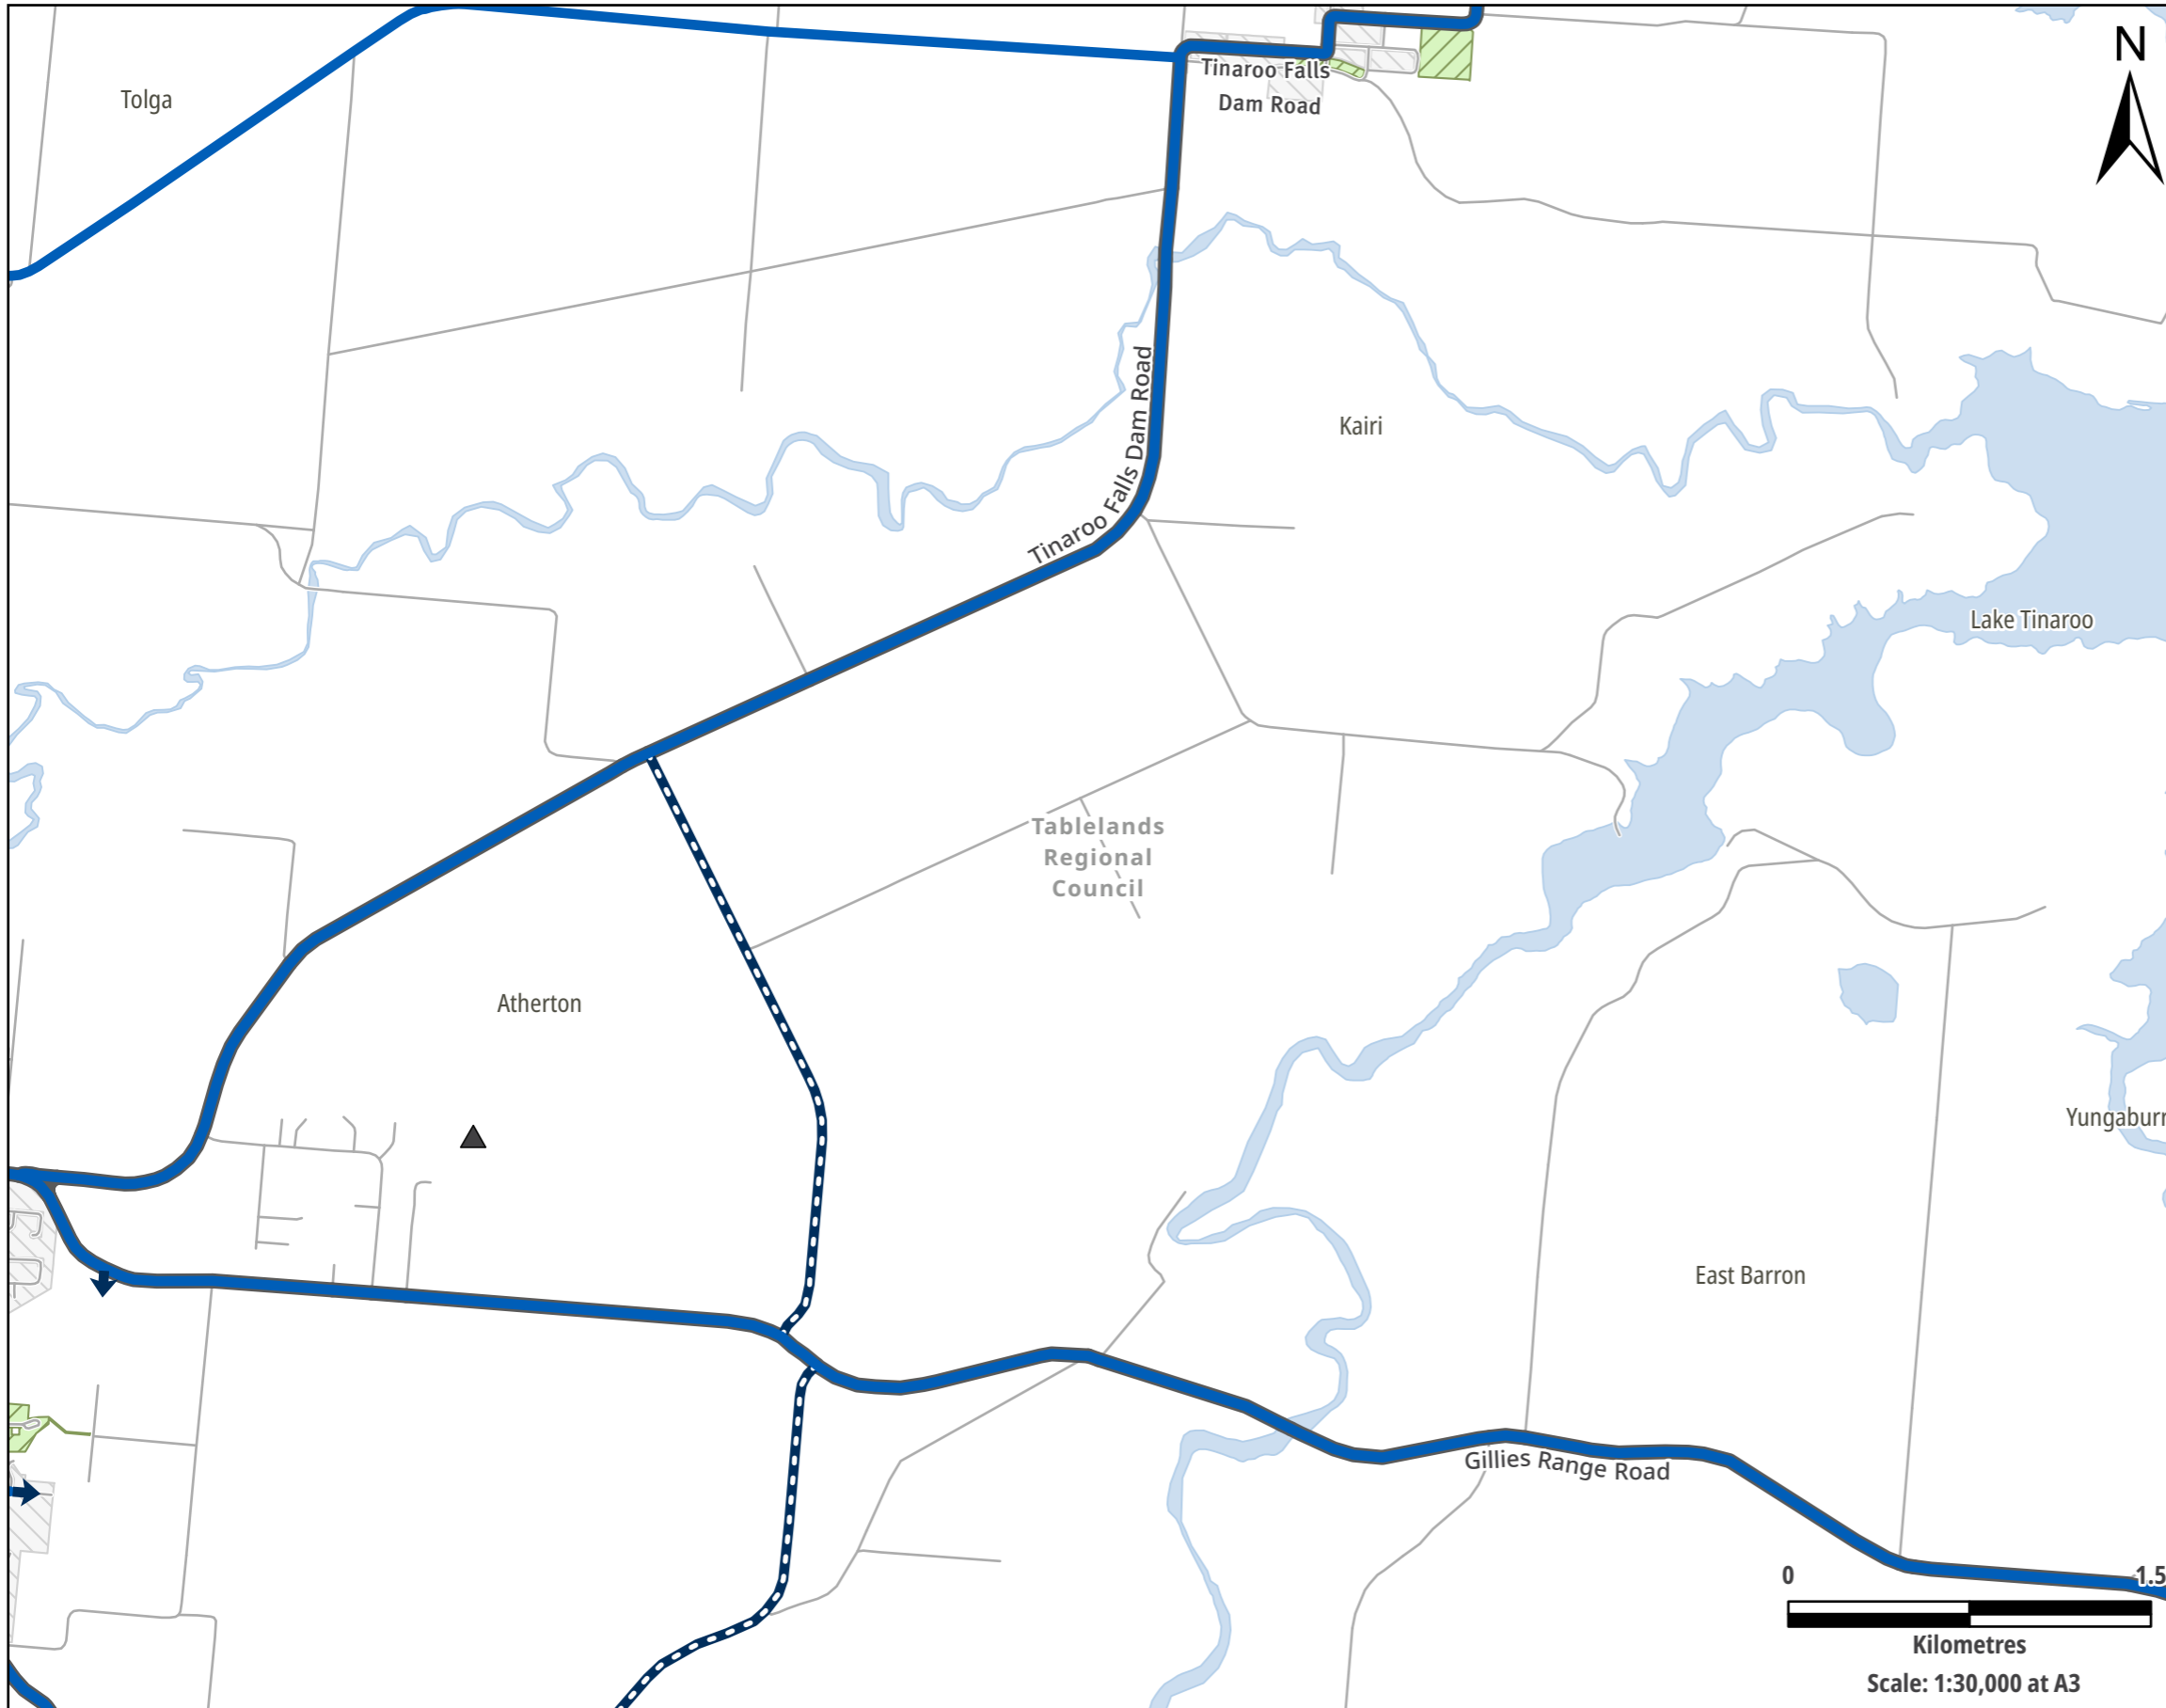 N
Tinaroo Falls
Dam Road
Tolga
Tinaroo Falls Dam Road
Kairi
Lake Tinaroo
Tablelands
Regional
Council
Atherton
Yungaburr
East Barron
Gillies Range Road
0 1.5
Kilometres
Scale: 1:30,000 at A3